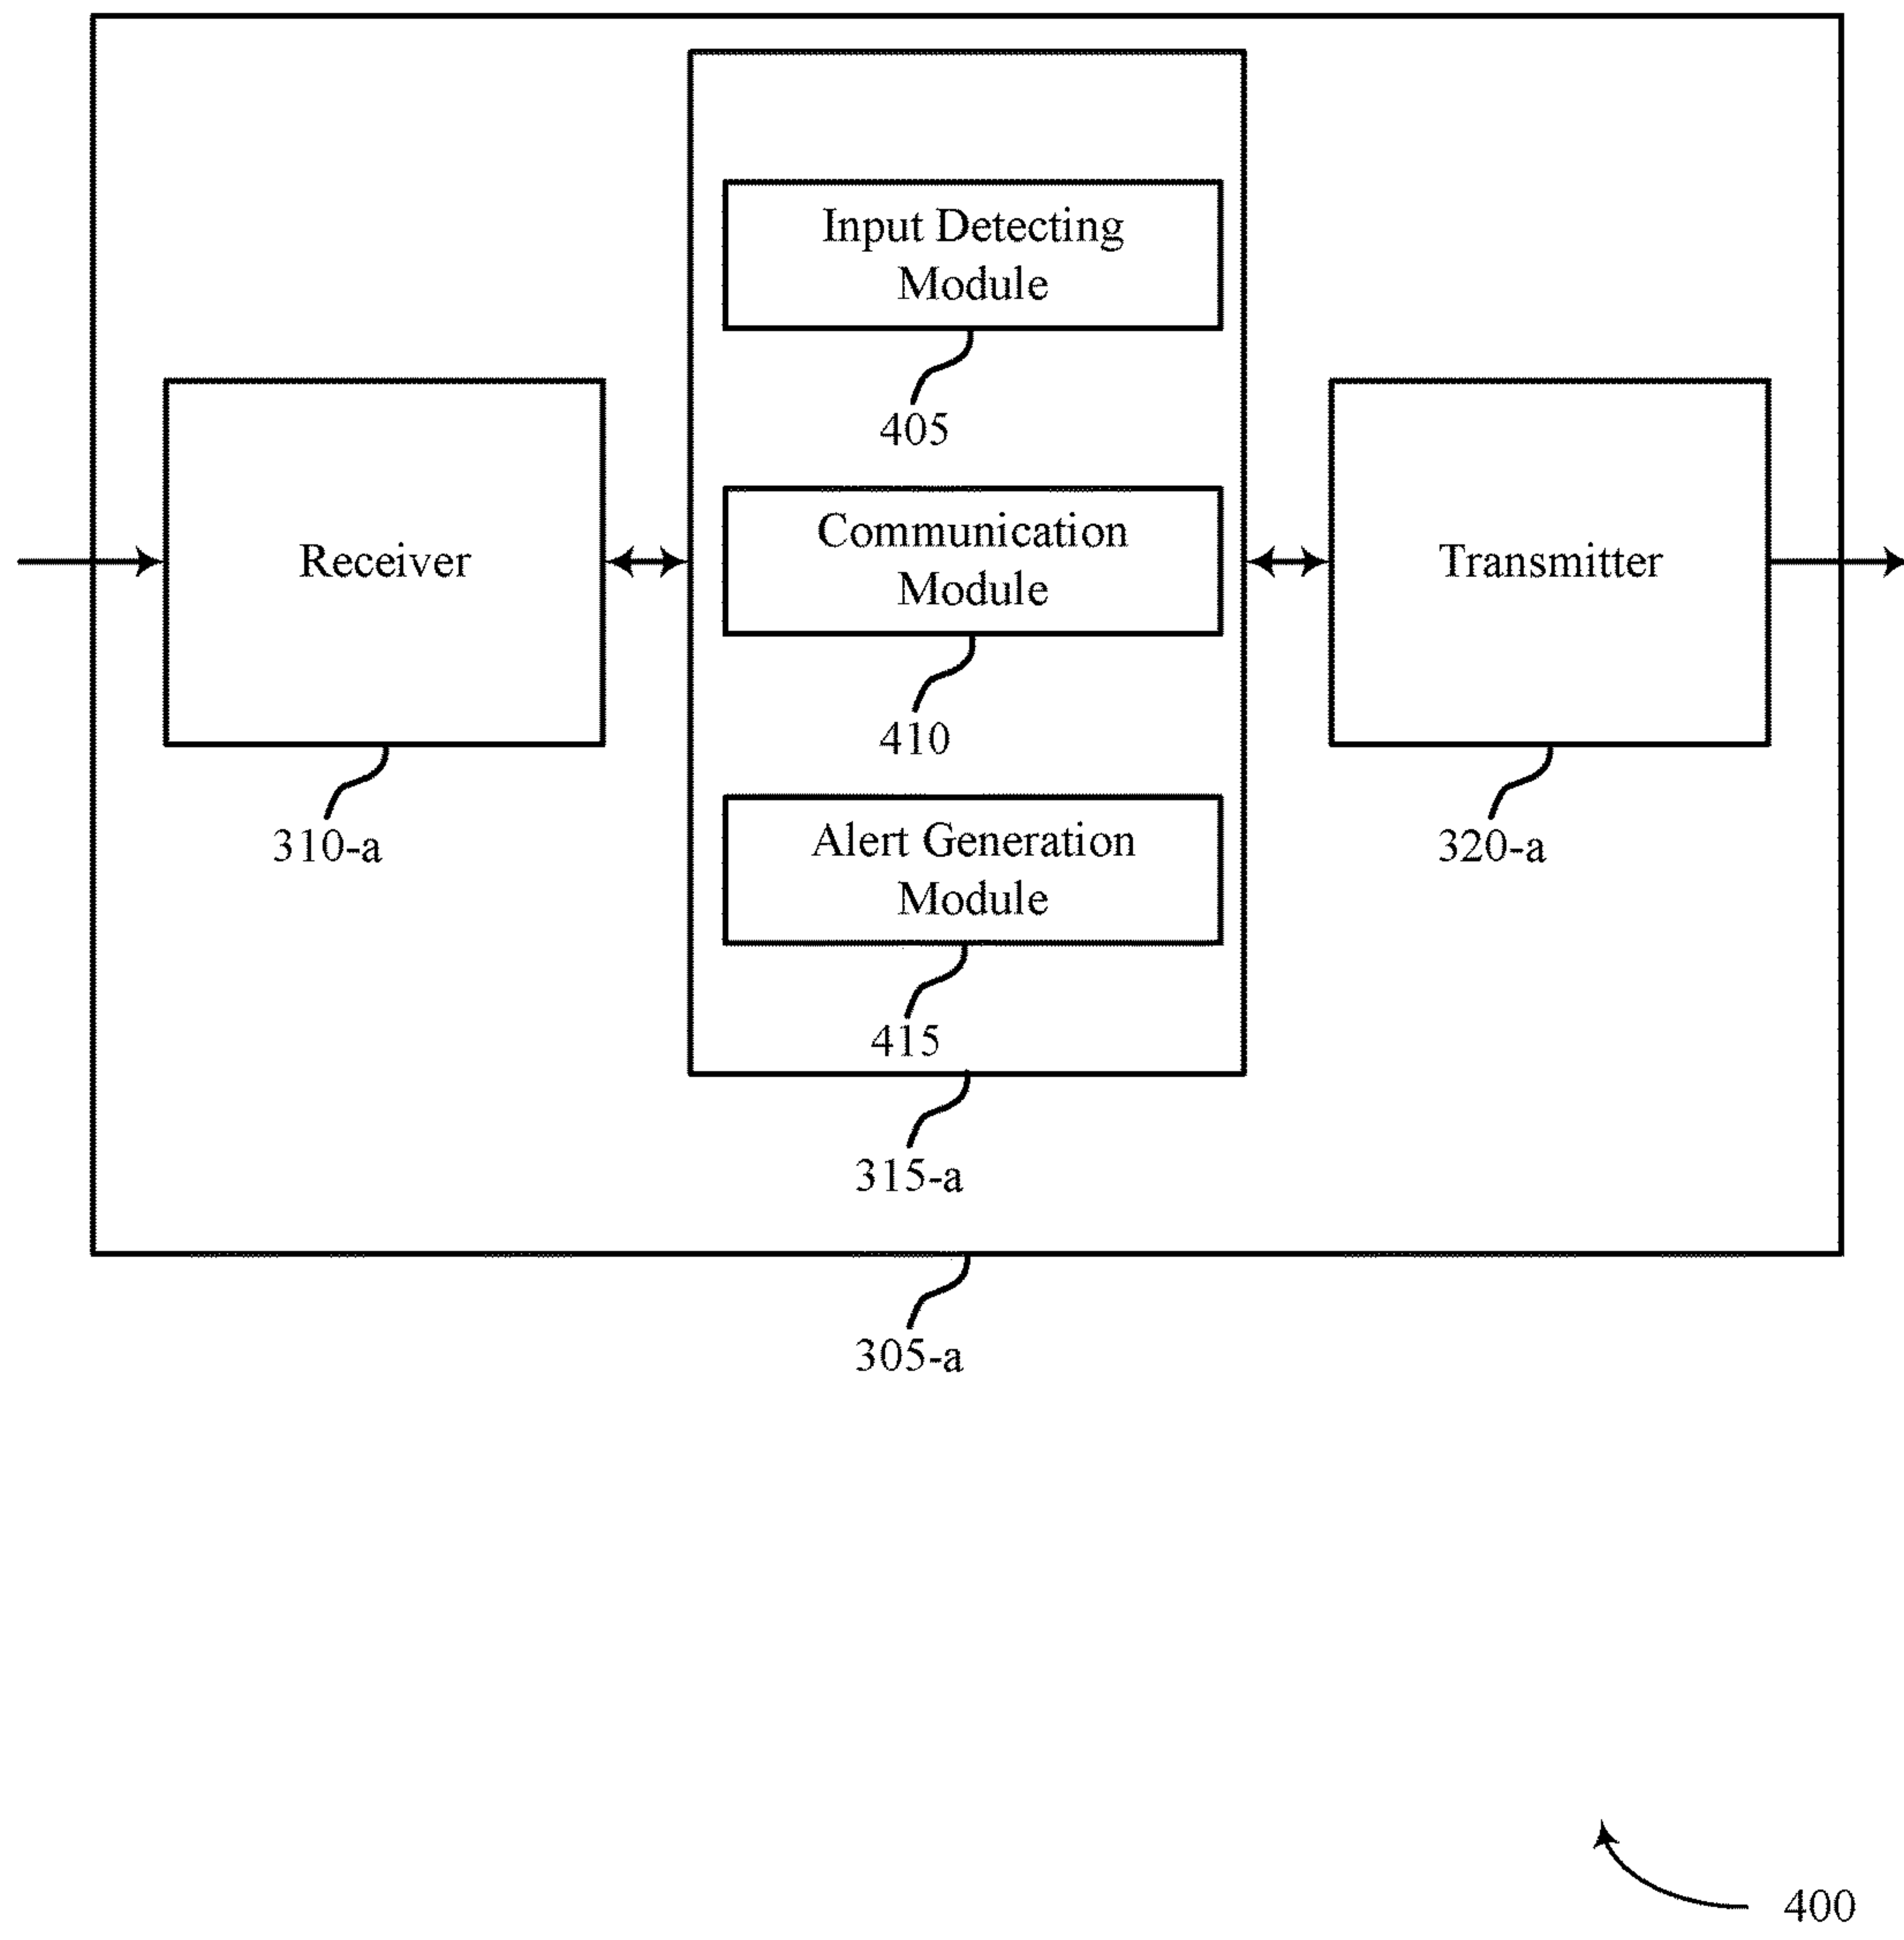 Input Detecting
Module
405
Receiver
Communication
Module
Transmitter
410
310-a
320-a
Alert Generation
Module
415
315-a
305-a
400